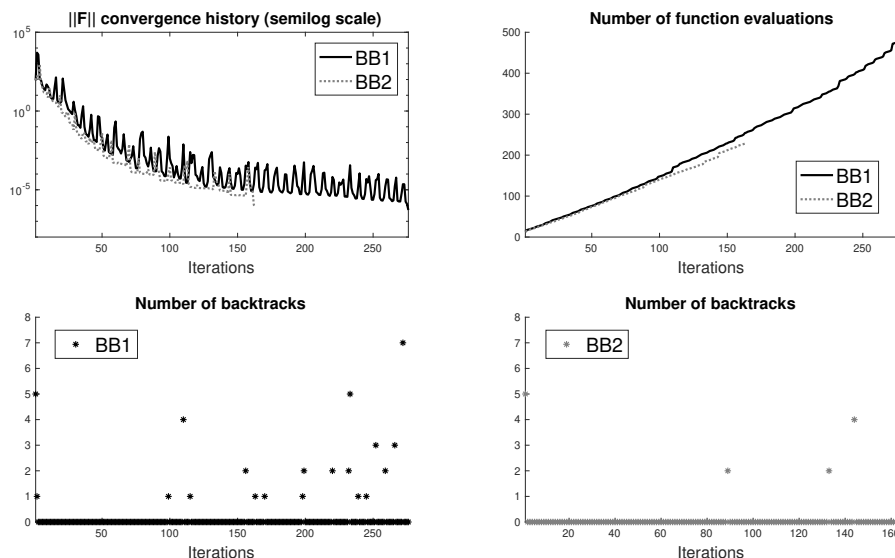 ||F|| convergence history (semilog scale)
10^5
10^0
10^-5
BB1
BB2
50 100 150 200 250
Iterations
Number of function evaluations
500
400
300
200
100
0
BB1
BB2
50 100 150 200 250
Iterations
Number of backtracks
8
7
6
5
4
3
2
1
0
BB1
50 100 150 200 250
Iterations
Number of backtracks
8
7
6
5
4
3
2
1
0
BB2
20 40 60 80 100 120 140 160
Iterations